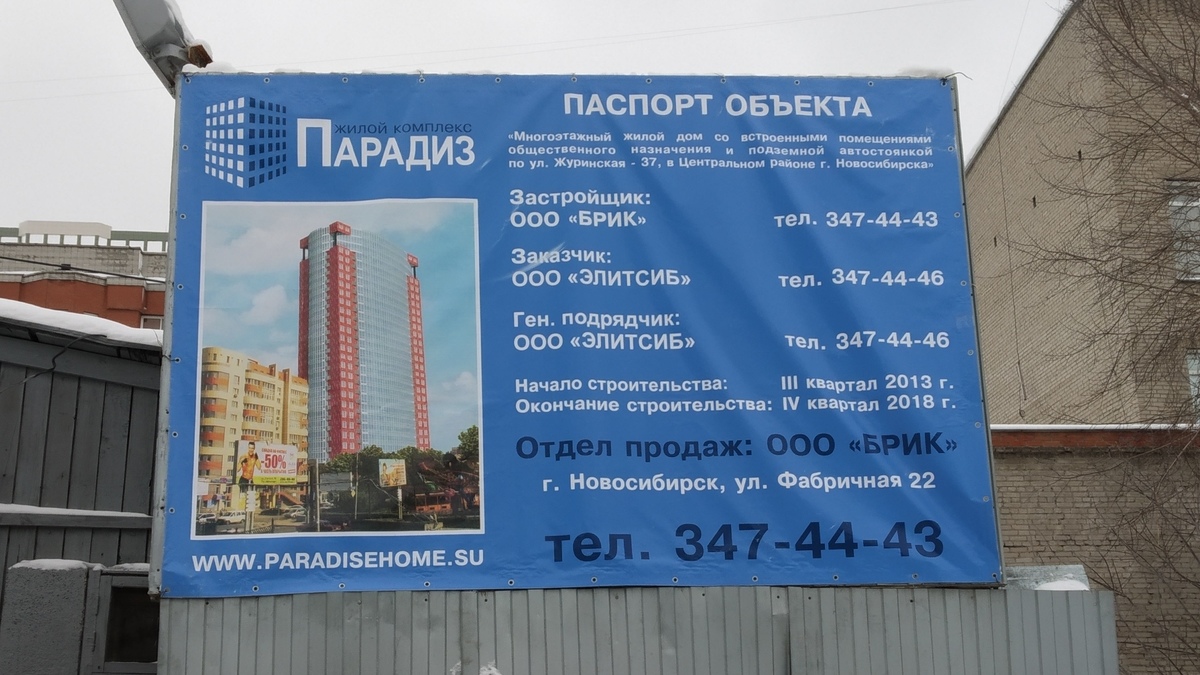 жилой комплекс
ПАРАДИЗ
ПАСПОРТ ОБЪЕКТА
«Многоэтажный жилой дом со встроенными помещениями
общественного назначения и подземной автостоянкой
по ул. Журинская - 37, в Центральном районе г. Новосибирска»
Застройщик:
ООО «БРИК» тел. 347-44-43
Заказчик:
ООО «ЭЛИТСИБ» тел. 347-44-46
Ген. подрядчик:
ООО «ЭЛИТСИБ» тел. 347-44-46
Начало строительства: III квартал 2013 г.
Окончание строительства: IV квартал 2018 г.
Отдел продаж: ООО «БРИК»
г. Новосибирск, ул. Фабричная 22
тел. 347-44-43
-50%
WWW.PARADISEHOME.SU